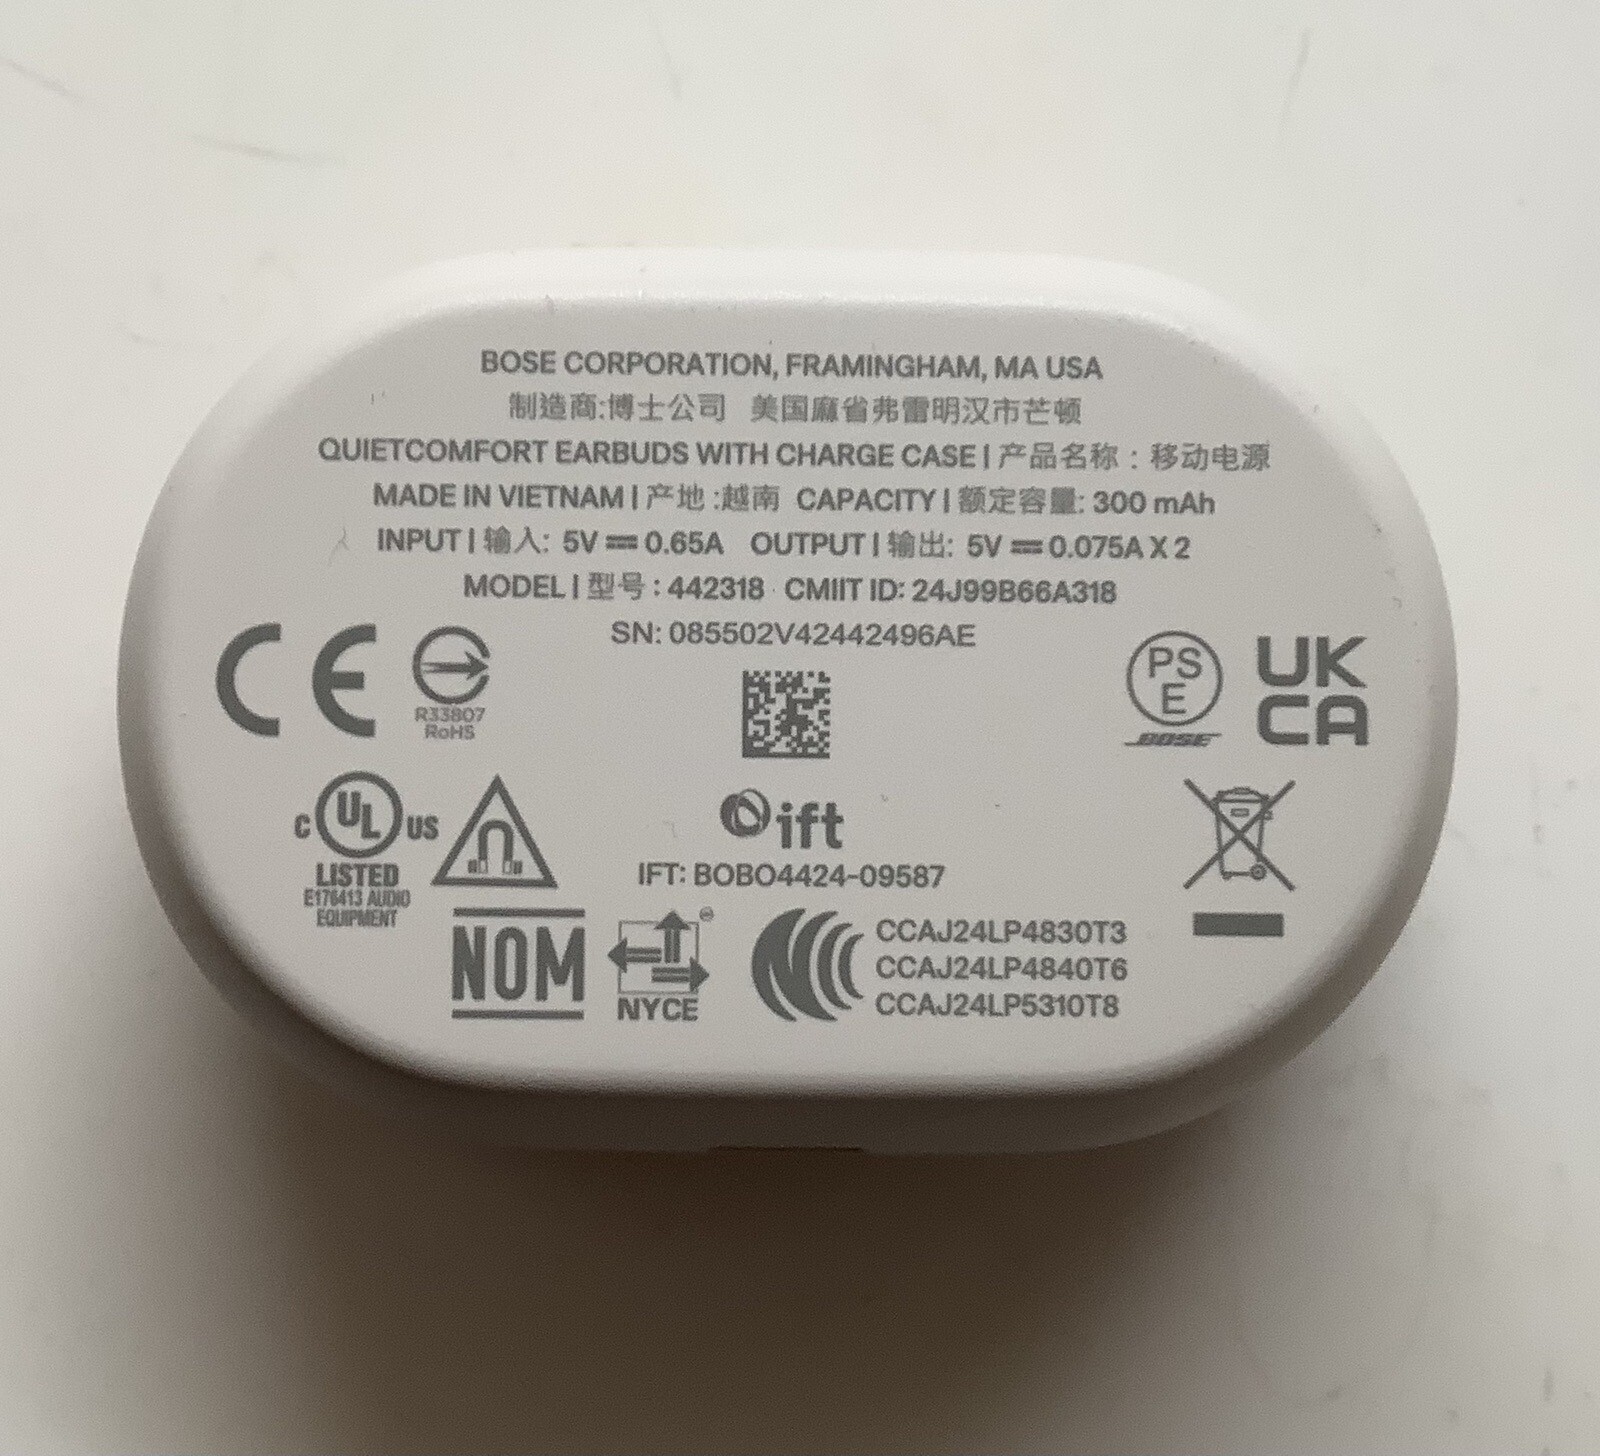 BOSE CORPORATION, FRAMINGHAM, MA USA
制造商:博士公司 美国麻省弗雷明汉市芒顿
QUIETCOMFORT EARBUDS WITH CHARGE CASE | 产品名称：移动电源
MADE IN VIETNAM | 产地 :越南 CAPACITY | 额定容量: 300 mAh
INPUT | 输入: 5V ⎓ 0.65A OUTPUT | 输出: 5V ⎓ 0.075A X 2
MODEL | 型号 : 442318 CMIIT ID: 24J99B66A318
SN: 085502V42442496AE
CE
R33807
RoHS
PS
E
BOSE
UK
CA
C UL US
LISTED
E176413 AUDIO
EQUIPMENT
ift
IFT: BOBO4424-09587
NOM
NYCE
CCAJ24LP4830T3
CCAJ24LP4840T6
CCAJ24LP5310T8